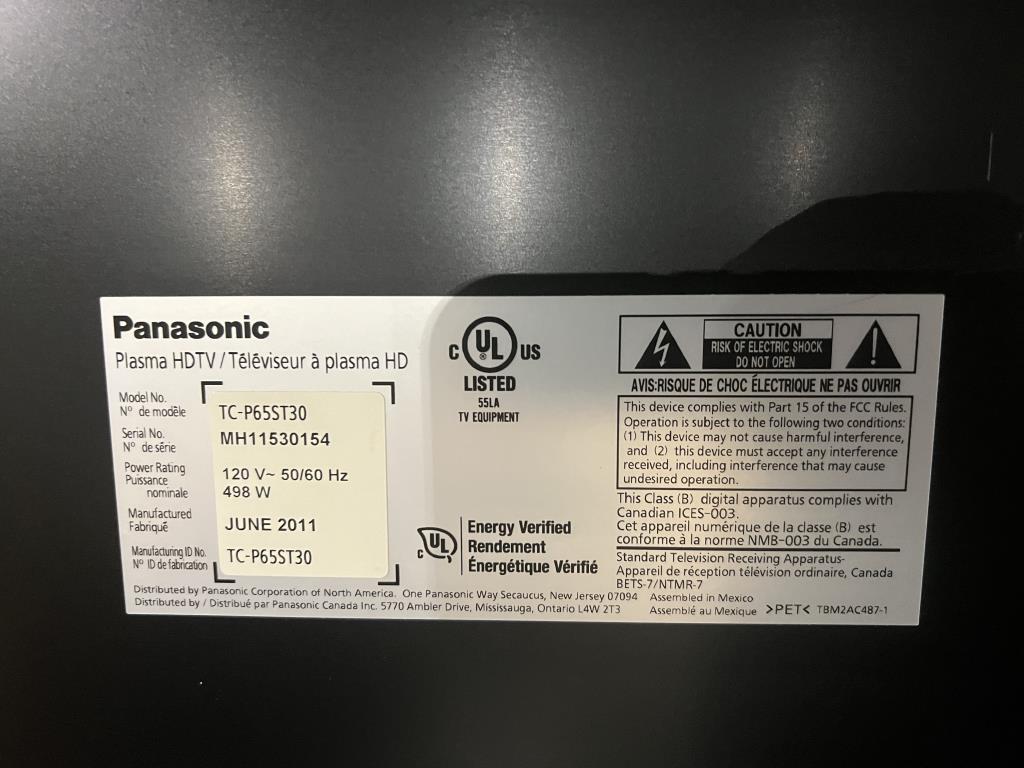 Panasonic
Plasma HDTV / Téléviseur à plasma HD
Model No.
Nº de modèle
TC-P65ST30
Serial No.
Nº de série
MH11530154
Power Rating
Puissance
nominale
120 V~ 50/60 Hz
498 W
Manufactured
Fabriqué
JUNE 2011
Manufacturing ID No.
Nº ID de fabrication
TC-P65ST30
C UL ® US
LISTED
55LA
TV EQUIPMENT
C UL
Energy Verified
Rendement
Énergétique Vérifié
CAUTION
RISK OF ELECTRIC SHOCK
DO NOT OPEN
AVIS:RISQUE DE CHOC ÉLECTRIQUE NE PAS OUVRIR
This device complies with Part 15 of the FCC Rules.
Operation is subject to the following two conditions:
(1) This device may not cause harmful interference,
and (2) this device must accept any interference
received, including interference that may cause
undesired operation.
This Class (B) digital apparatus complies with
Canadian ICES-003.
Cet appareil numérique de la classe (B) est
conforme à la norme NMB-003 du Canada.
Standard Television Receiving Apparatus-
Appareil de réception télévision ordinaire, Canada
BETS-7/NTMR-7
Distributed by Panasonic Corporation of North America. One Panasonic Way Secaucus, New Jersey 07094
Distributed by / Distribué par Panasonic Canada Inc. 5770 Ambler Drive, Mississauga, Ontario L4W 2T3
Assembled in Mexico
Assemblé au Mexique >PET< TBM2AC487-1